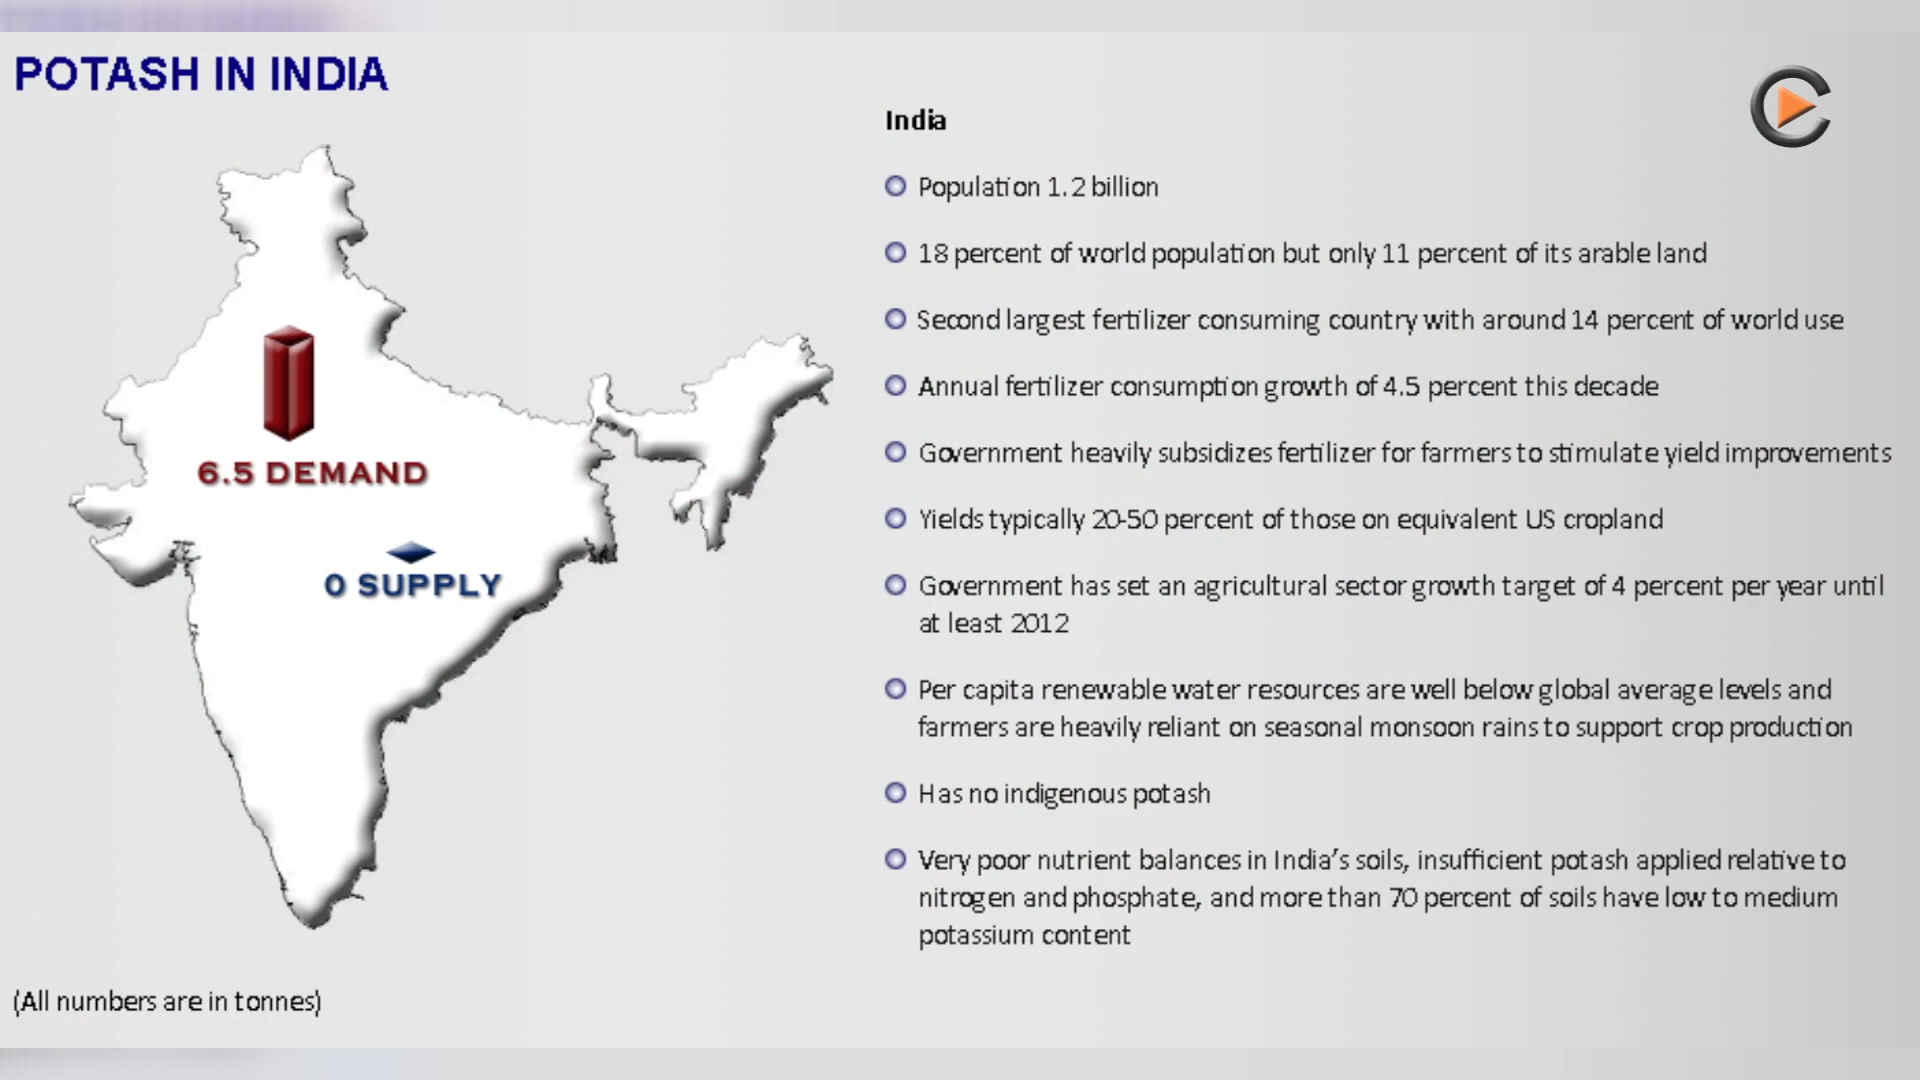 POTASH IN INDIA
India
Population 1.2 billion
18 percent of world population but only 11 percent of its arable land
Second largest fertilizer consuming country with around 14 percent of world use
Annual fertilizer consumption growth of 4.5 percent this decade
Government heavily subsidizes fertilizer for farmers to stimulate yield improvements
Yields typically 20-50 percent of those on equivalent US cropland
Government has set an agricultural sector growth target of 4 percent per year until
at least 2012
Per capita renewable water resources are well below global average levels and
farmers are heavily reliant on seasonal monsoon rains to support crop production
Has no indigenous potash
Very poor nutrient balances in India’s soils, insufficient potash applied relative to
nitrogen and phosphate, and more than 70 percent of soils have low to medium
potassium content
6.5 DEMAND
0 SUPPLY
(All numbers are in tonnes)